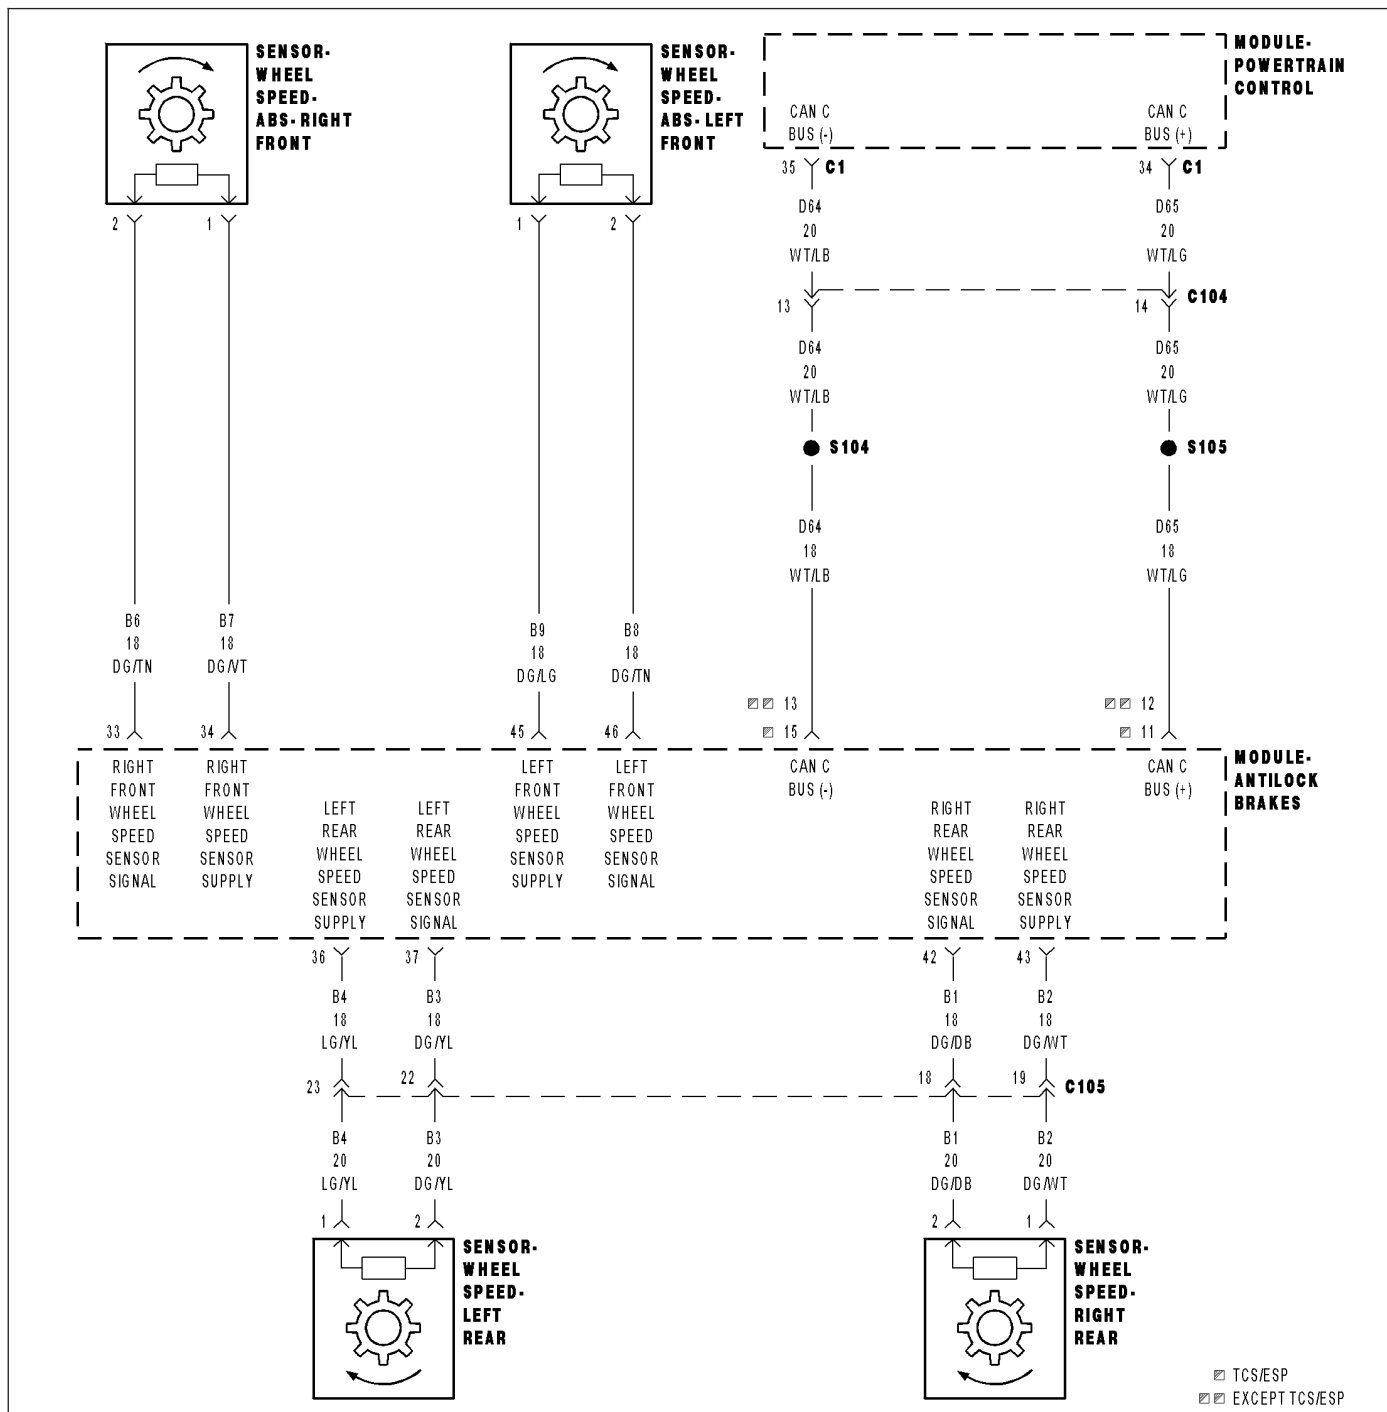 SENSOR-
WHEEL
SPEED-
ABS-RIGHT
FRONT
SENSOR-
WHEEL
SPEED-
ABS-LEFT
FRONT
MODULE-
POWERTRAIN
CONTROL
CAN C
BUS (-)
CAN C
BUS (+)
35 C1
34 C1
2 1
1 2
D64
20
WT/LB
D65
20
WT/LG
13
14
C104
D64
20
WT/LB
D65
20
WT/LG
S104
S105
D64
18
WT/LB
D65
18
WT/LG
B6
18
DG/TN
B7
18
DG/VT
B9
18
DG/LG
B8
18
DG/TN
13
15
12
11
33
34
45
46
MODULE-
ANTILOCK
BRAKES
RIGHT
FRONT
WHEEL
SPEED
SENSOR
SIGNAL
RIGHT
FRONT
WHEEL
SPEED
SENSOR
SUPPLY
LEFT
REAR
WHEEL
SPEED
SENSOR
SUPPLY
LEFT
REAR
WHEEL
SPEED
SENSOR
SIGNAL
LEFT
FRONT
WHEEL
SPEED
SENSOR
SUPPLY
LEFT
FRONT
WHEEL
SPEED
SENSOR
SIGNAL
CAN C
BUS (-)
RIGHT
REAR
WHEEL
SPEED
SENSOR
SIGNAL
RIGHT
REAR
WHEEL
SPEED
SENSOR
SUPPLY
CAN C
BUS (+)
36
37
42
43
B4
18
LG/YL
B3
18
DG/YL
B1
18
DG/DB
B2
18
DG/WT
23
22
18
19
C105
B4
20
LG/YL
B3
20
DG/YL
B1
20
DG/DB
B2
20
DG/WT
1
2
2
1
SENSOR-
WHEEL
SPEED-
LEFT
REAR
SENSOR-
WHEEL
SPEED-
RIGHT
REAR
TCS/ESP
EXCEPT TCS/ESP